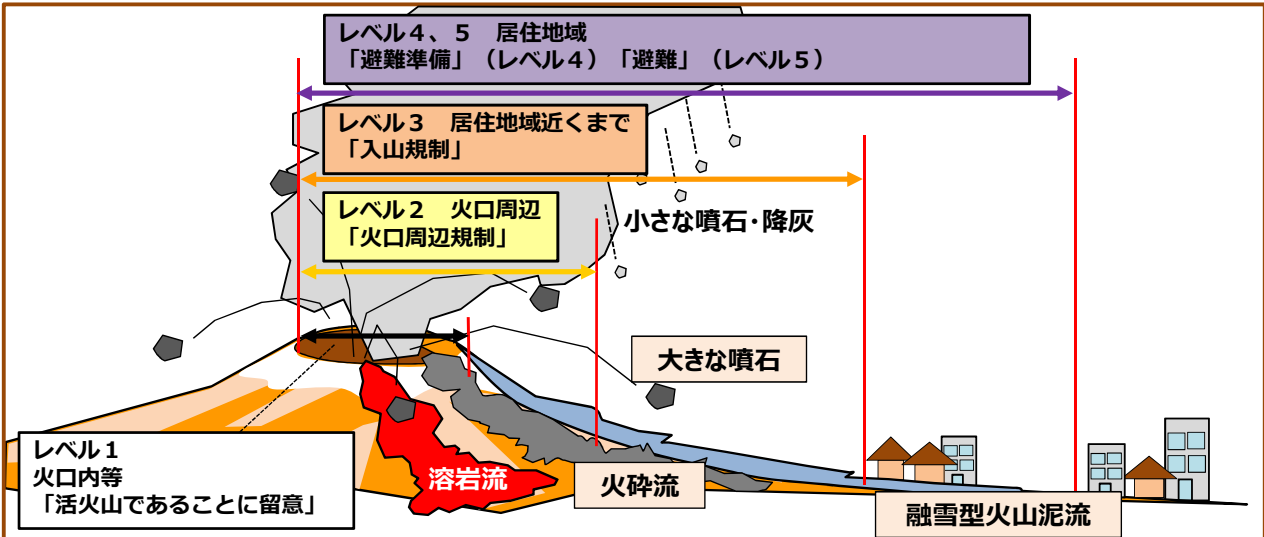 レベル４、５　居住地域
「避難準備」（レベル４）「避難」（レベル５）
レベル３　居住地域近くまで
「入山規制」
レベル２　火口周辺
「火口周辺規制」
小さな噴石・降灰
大きな噴石
レベル１
火口内等
「活火山であることに留意」
溶岩流
火砕流
融雪型火山泥流